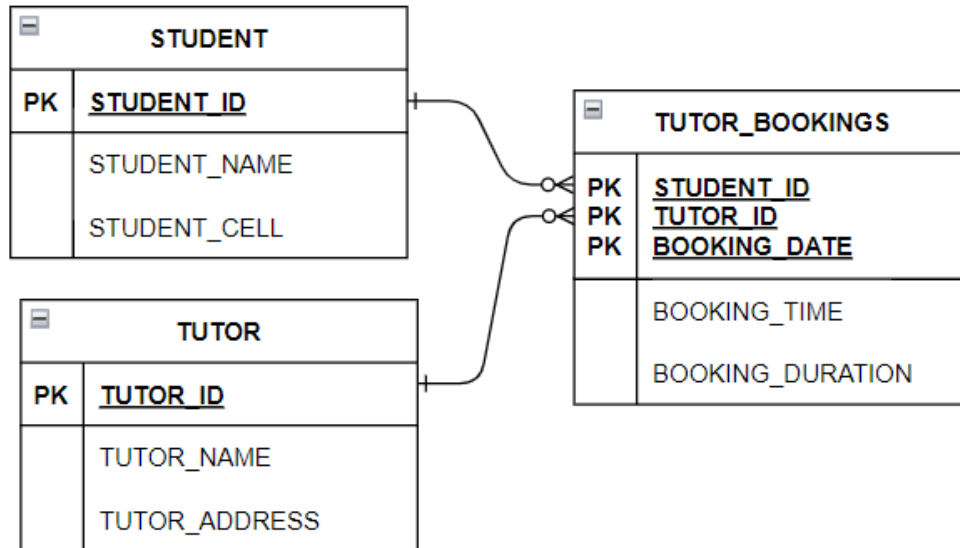 STUDENT
PK STUDENT_ID
STUDENT_NAME
STUDENT_CELL
TUTOR
PK TUTOR_ID
TUTOR_NAME
TUTOR_ADDRESS
TUTOR_BOOKINGS
PK STUDENT_ID
PK TUTOR_ID
PK BOOKING_DATE
BOOKING_TIME
BOOKING_DURATION